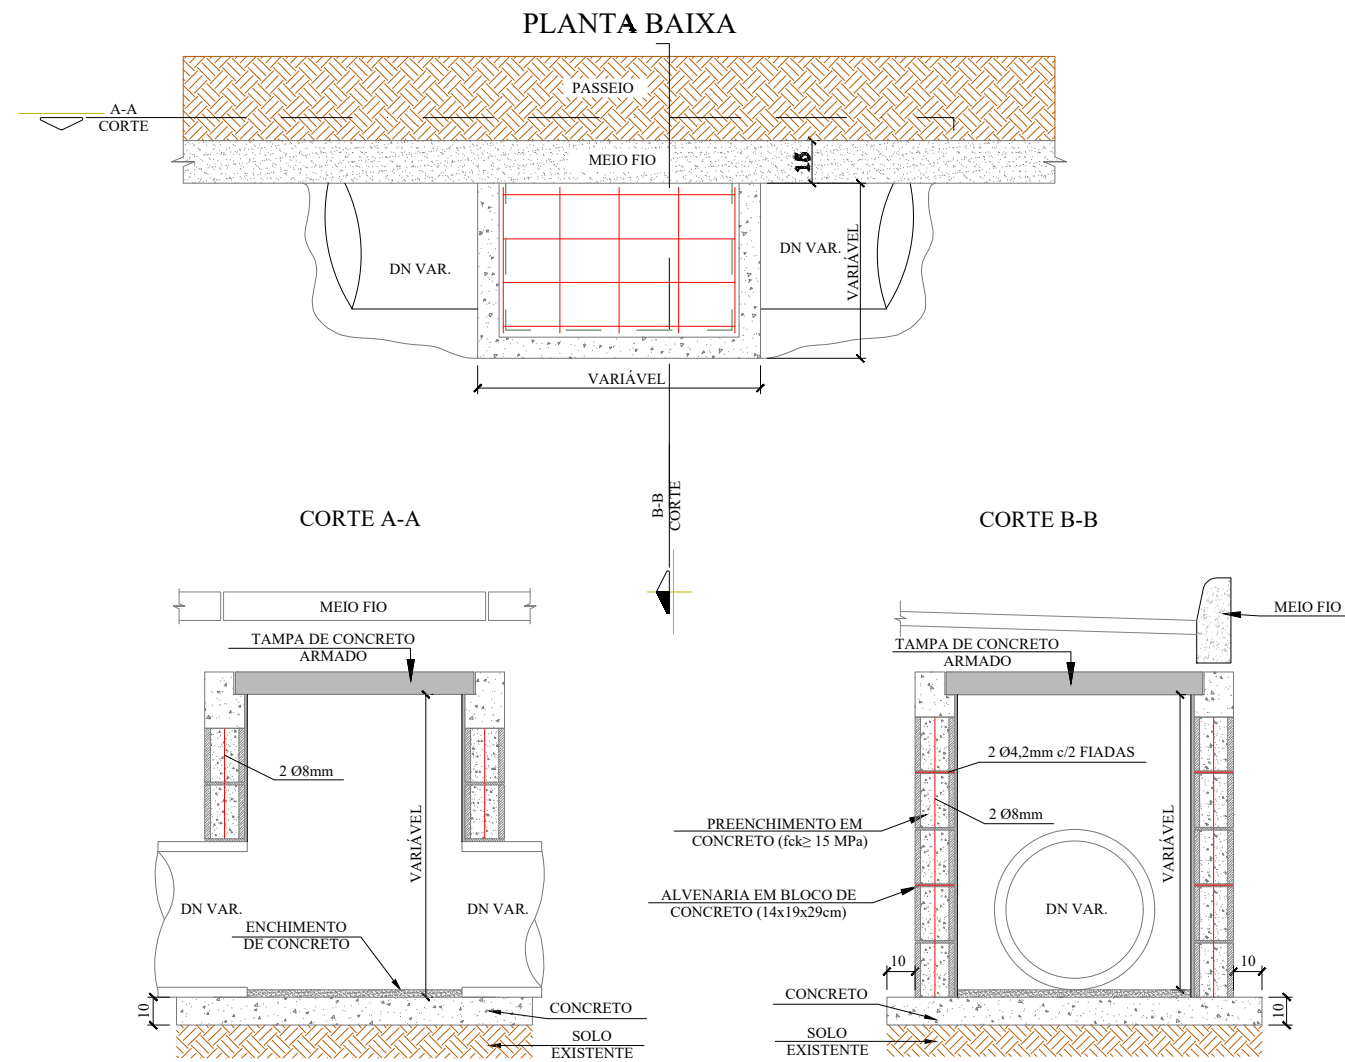 PLANTA BAIXA
PASSEIO
A-A
CORTE
MEIO FIO
15
DN VAR.
DN VAR.
VARIÁVEL
VARIÁVEL
B-B
CORTE
CORTE A-A
CORTE B-B
MEIO FIO
MEIO FIO
TAMPA DE CONCRETO
ARMADO
TAMPA DE CONCRETO
ARMADO
2 Ø8mm
2 Ø4,2mm c/2 FIADAS
2 Ø8mm
VARIÁVEL
VARIÁVEL
PREENCHIMENTO EM
CONCRETO (fck≥ 15 MPa)
ALVENARIA EM BLOCO DE
CONCRETO (14x19x29cm)
DN VAR.
DN VAR.
DN VAR.
ENCHIMENTO
DE CONCRETO
10
10
10
CONCRETO
CONCRETO
10
SOLO
EXISTENTE
SOLO
EXISTENTE